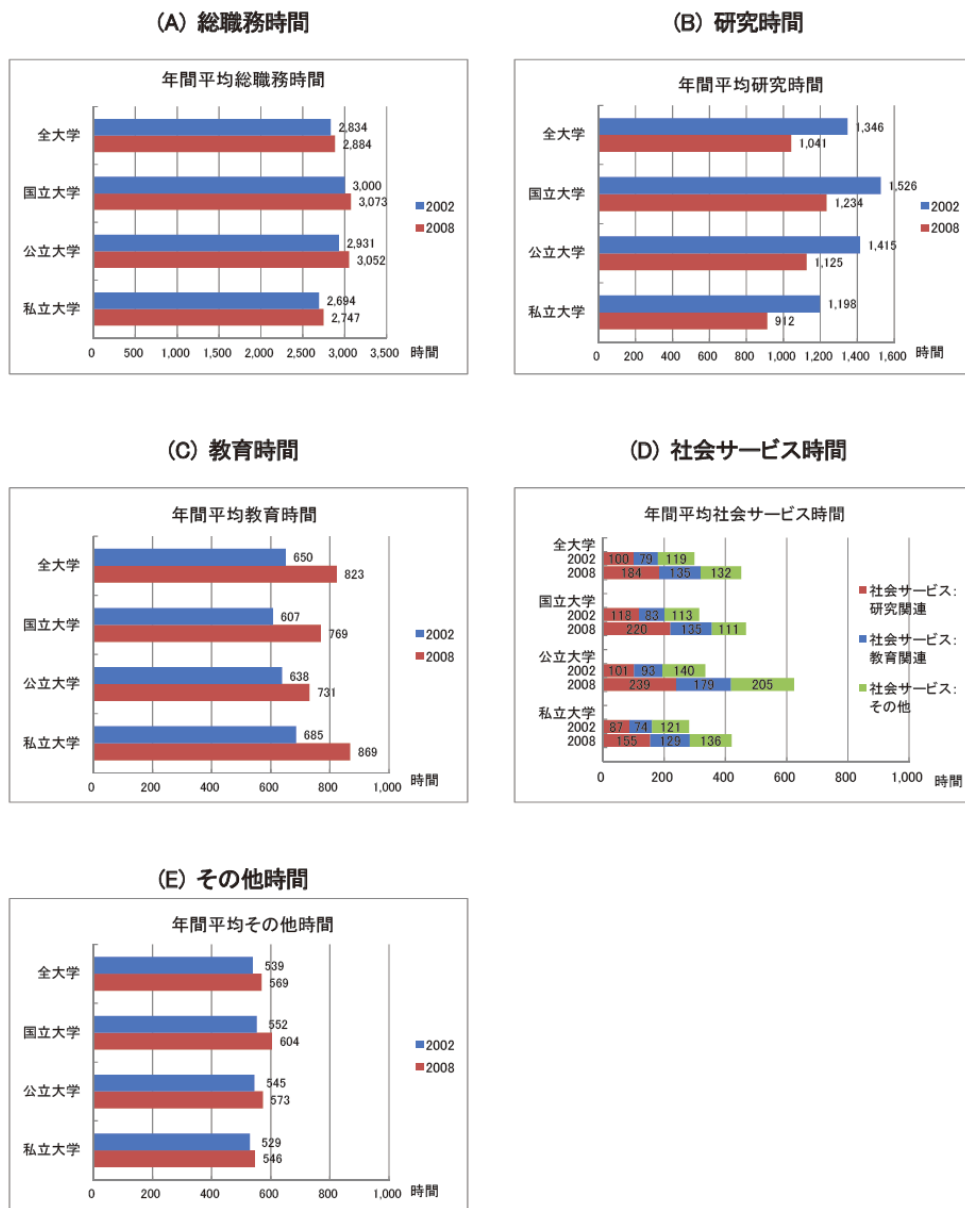 (A) 総職務時間
年間平均総職務時間
全大学
2,834
2,884
国立大学
3,000
3,073
公立大学
2,931
3,052
私立大学
2,694
2,747
2002
2008
0 500 1,000 1,500 2,000 2,500 3,000 3,500 時間
(B) 研究時間
年間平均研究時間
全大学
1,346
1,041
国立大学
1,526
1,234
公立大学
1,415
1,125
私立大学
1,198
912
2002
2008
0 200 400 600 800 1,000 1,200 1,400 1,600
時間
(C) 教育時間
年間平均教育時間
全大学
650
823
国立大学
607
769
公立大学
638
731
私立大学
685
869
2002
2008
0 200 400 600 800 1,000 時間
(D) 社会サービス時間
年間平均社会サービス時間
全大学
2002 100 79 119
2008 184 135 132
国立大学
2002 118 83 113
2008 220 135 111
公立大学
2002 101 93 140
2008 239 179 205
私立大学
2002 87 74 121
2008 155 129 136
社会サービス:
研究関連
社会サービス:
教育関連
社会サービス:
その他
0 200 400 600 800 1,000
時間
(E) その他時間
年間平均その他時間
全大学
539
569
国立大学
552
604
公立大学
545
573
私立大学
529
546
2002
2008
0 200 400 600 800 1,000 時間